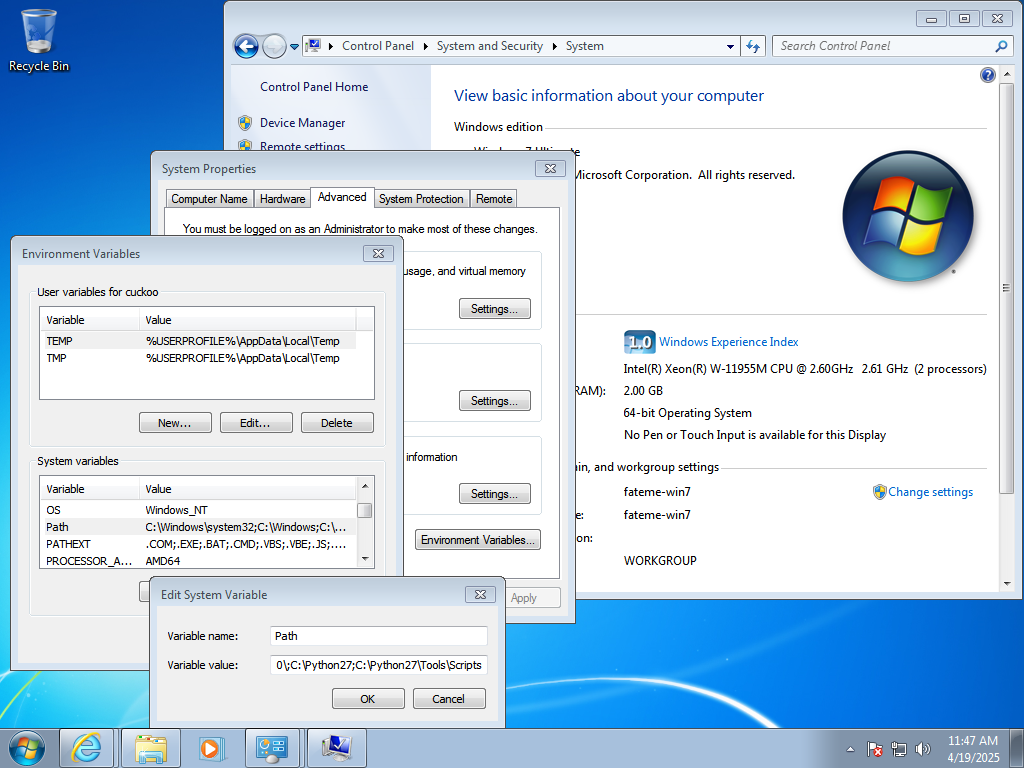 Recycle Bin
Control Panel
System and Security
System
Search Control Panel
Control Panel Home
Device Manager
Remote settings
View basic information about your computer
Windows edition
Windows 7 Ultimate
Microsoft Corporation. All rights reserved.
1.0 Windows Experience Index
Intel(R) Xeon(R) W-11955M CPU @ 2.60GHz 2.61 GHz (2 processors)
RAM): 2.00 GB
64-bit Operating System
No Pen or Touch Input is available for this Display
in, and workgroup settings
fateme-win7
Change settings
e: fateme-win7
on:
WORKGROUP
System Properties
Computer Name
Hardware
Advanced
System Protection
Remote
You must be logged on as an Administrator to make most of these changes.
usage, and virtual memory
Settings...
Settings...
information
Settings...
Environment Variables...
Apply
Environment Variables
User variables for cuckoo
Variable Value
TEMP %USERPROFILE%\AppData\Local\Temp
TMP %USERPROFILE%\AppData\Local\Temp
New... Edit... Delete
System variables
Variable Value
OS Windows_NT
Path C:\Windows\system32;C:\Windows;C:\...
PATHEXT .COM;.EXE;.BAT;.CMD;.VBS;.VBE;.JS;....
PROCESSOR_A... AMD64
Edit System Variable
Variable name: Path
Variable value: 0\;C:\Python27;C:\Python27\Tools\Scripts
OK Cancel
11:47 AM
4/19/2025